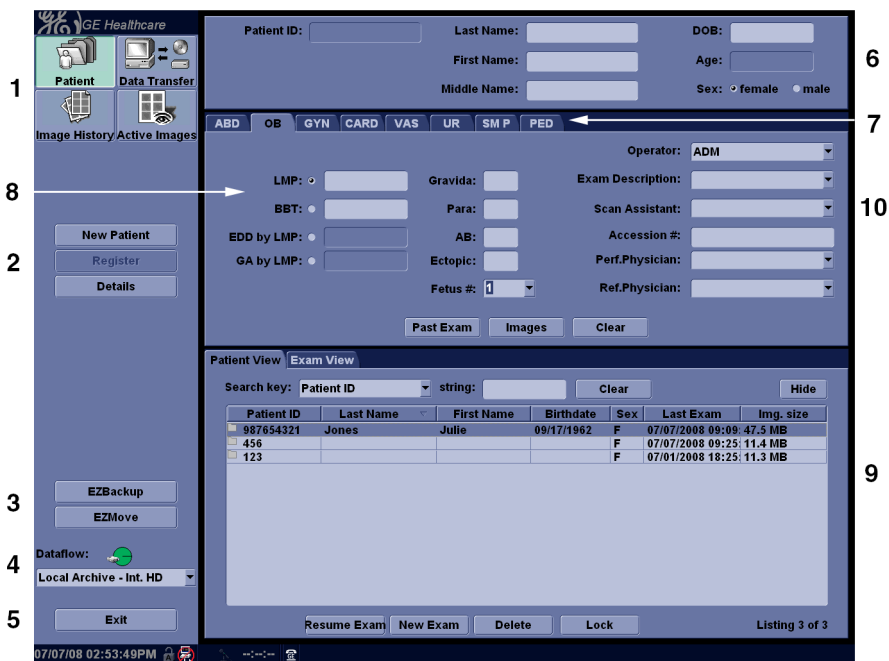 GE Healthcare
Patient
Data Transfer
Image History
Active Images
1
New Patient
Register
Details
2
EZBackup
EZMove
3
Dataflow:
Local Archive - Int. HD
4
Exit
5
07/07/08 02:53:49PM
--:--:--
Patient ID:
Last Name:
DOB:
First Name:
Age:
Middle Name:
Sex: female male
6
ABD OB GYN CARD VAS UR SM P PED
7
Operator: ADM
LMP:
Gravida:
Exam Description:
8
BBT:
Para:
Scan Assistant:
10
EDD by LMP:
AB:
Accession #:
GA by LMP:
Ectopic:
Perf.Physician:
Fetus #: 1
Ref.Physician:
Past Exam Images Clear
Patient View Exam View
Search key: Patient ID string: Clear Hide
Patient ID Last Name First Name Birthdate Sex Last Exam Img. size
987654321 Jones Julie 09/17/1962 F 07/07/2008 09:09: 47.5 MB
456 F 07/07/2008 09:25: 11.4 MB
123 F 07/01/2008 18:25: 11.3 MB
9
Resume Exam New Exam Delete Lock Listing 3 of 3